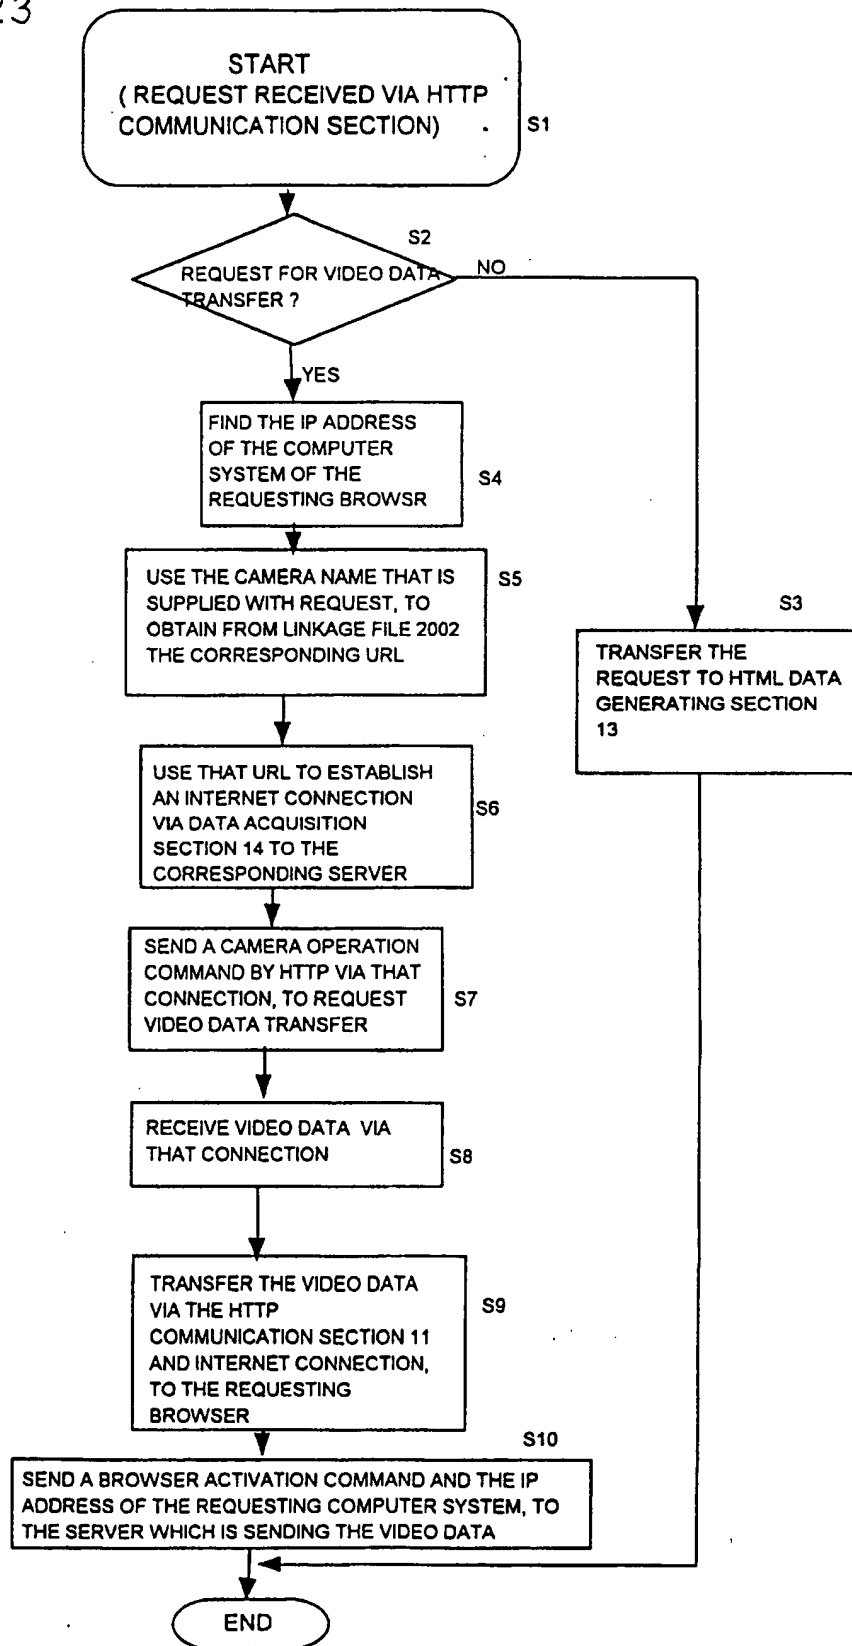 23
START
( REQUEST RECEIVED VIA HTTP
COMMUNICATION SECTION)
S1
S2
REQUEST FOR VIDEO DATA
TRANSFER ?
NO
YES
FIND THE IP ADDRESS
OF THE COMPUTER
SYSTEM OF THE
REQUESTING BROWSR
S4
USE THE CAMERA NAME THAT IS
SUPPLIED WITH REQUEST, TO
OBTAIN FROM LINKAGE FILE 2002
THE CORRESPONDING URL
S5
S3
TRANSFER THE
REQUEST TO HTML DATA
GENERATING SECTION
13
USE THAT URL TO ESTABLISH
AN INTERNET CONNECTION
VIA DATA ACQUISITION
SECTION 14 TO THE
CORRESPONDING SERVER
S6
SEND A CAMERA OPERATION
COMMAND BY HTTP VIA THAT
CONNECTION, TO REQUEST
VIDEO DATA TRANSFER
S7
RECEIVE VIDEO DATA VIA
THAT CONNECTION
S8
TRANSFER THE VIDEO DATA
VIA THE HTTP
COMMUNICATION SECTION 11
AND INTERNET CONNECTION,
TO THE REQUESTING
BROWSER
S9
S10
SEND A BROWSER ACTIVATION COMMAND AND THE IP
ADDRESS OF THE REQUESTING COMPUTER SYSTEM, TO
THE SERVER WHICH IS SENDING THE VIDEO DATA
END